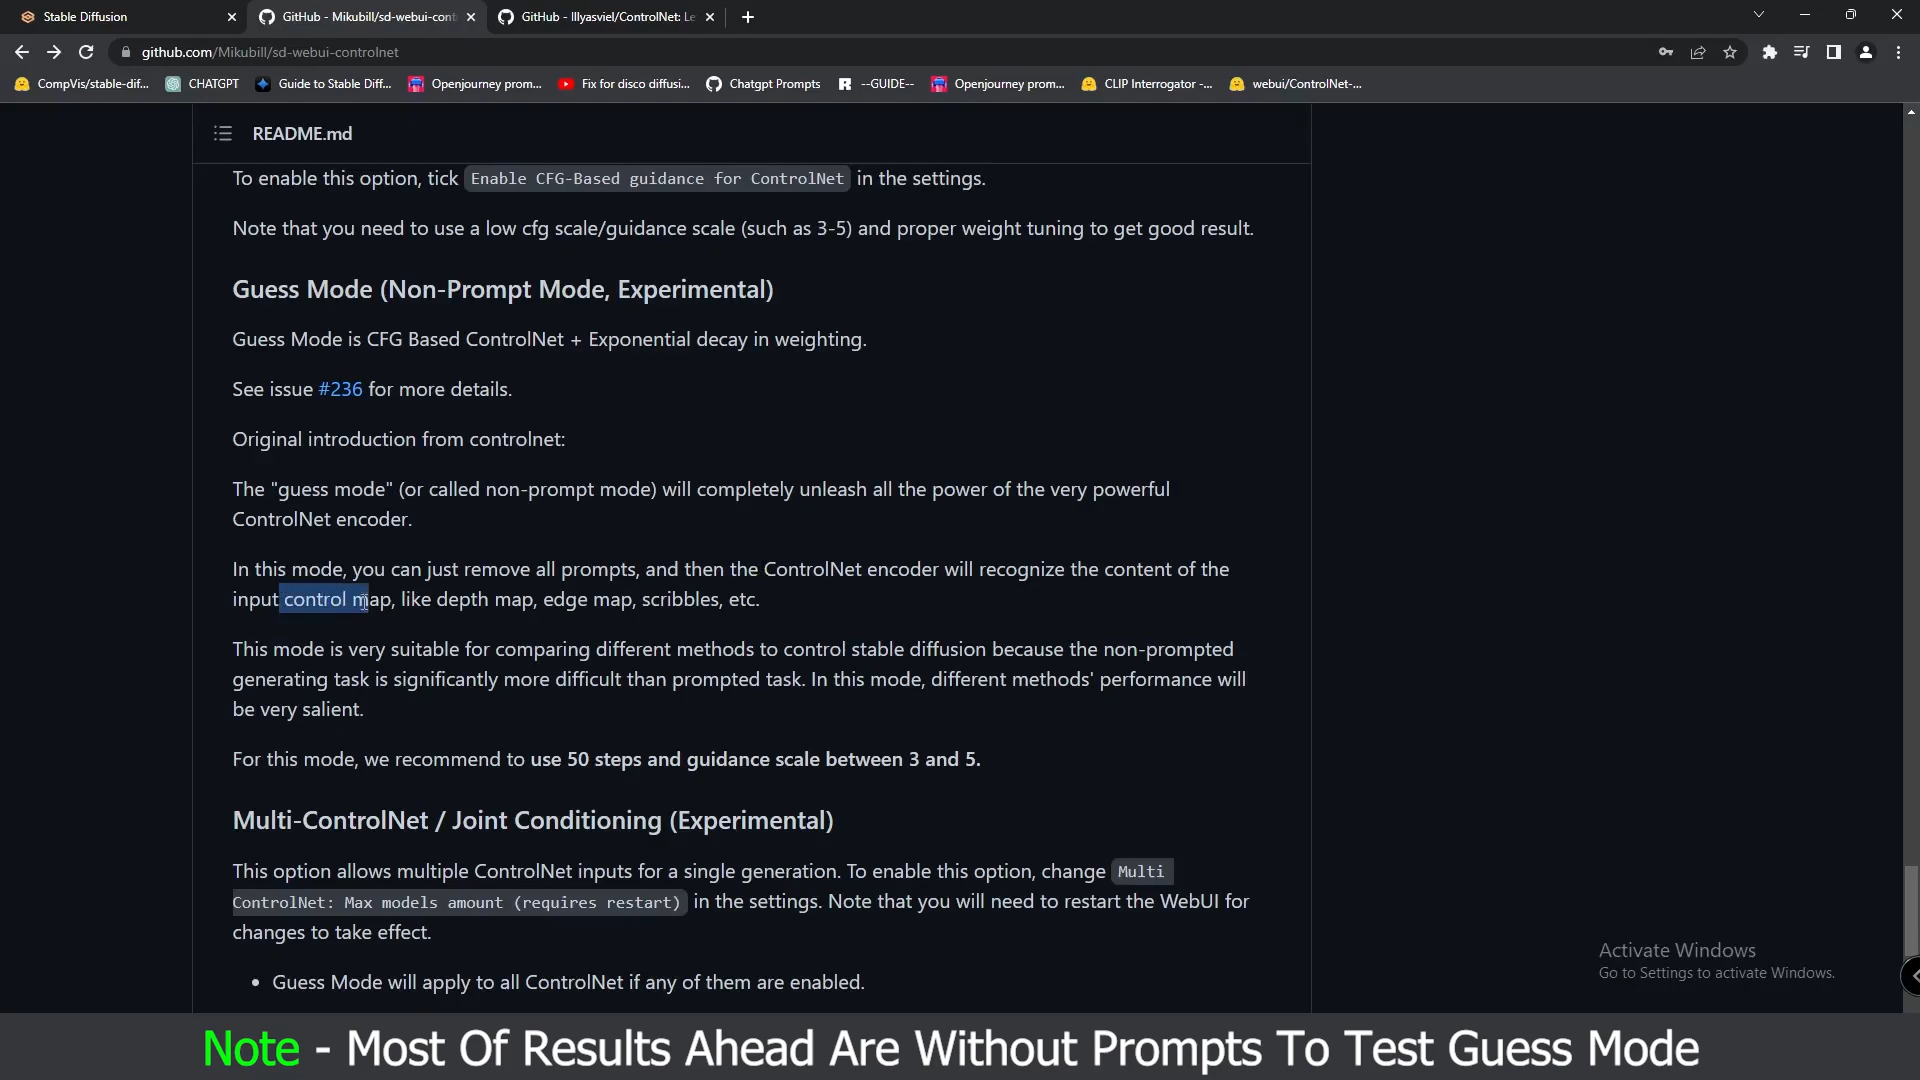 Stable Diffusion
GitHub - Mikubill/sd-webui-cont
GitHub - lllyasviel/ControlNet: Le
github.com/Mikubill/sd-webui-controlnet
CompVis/stable-dif...
CHATGPT
Guide to Stable Diff...
Openjourney prom...
Fix for disco diffusi...
Chatgpt Prompts
R --GUIDE--
Openjourney prom...
CLIP Interrogator -...
webui/ControlNet-...
README.md
To enable this option, tick Enable CFG-Based guidance for ControlNet in the settings.
Note that you need to use a low cfg scale/guidance scale (such as 3-5) and proper weight tuning to get good result.
Guess Mode (Non-Prompt Mode, Experimental)
Guess Mode is CFG Based ControlNet + Exponential decay in weighting.
See issue #236 for more details.
Original introduction from controlnet:
The "guess mode" (or called non-prompt mode) will completely unleash all the power of the very powerful
ControlNet encoder.
In this mode, you can just remove all prompts, and then the ControlNet encoder will recognize the content of the
input control map, like depth map, edge map, scribbles, etc.
This mode is very suitable for comparing different methods to control stable diffusion because the non-prompted
generating task is significantly more difficult than prompted task. In this mode, different methods' performance will
be very salient.
For this mode, we recommend to use 50 steps and guidance scale between 3 and 5.
Multi-ControlNet / Joint Conditioning (Experimental)
This option allows multiple ControlNet inputs for a single generation. To enable this option, change Multi
ControlNet: Max models amount (requires restart) in the settings. Note that you will need to restart the WebUI for
changes to take effect.
• Guess Mode will apply to all ControlNet if any of them are enabled.
Activate Windows
Go to Settings to activate Windows.
Note - Most Of Results Ahead Are Without Prompts To Test Guess Mode